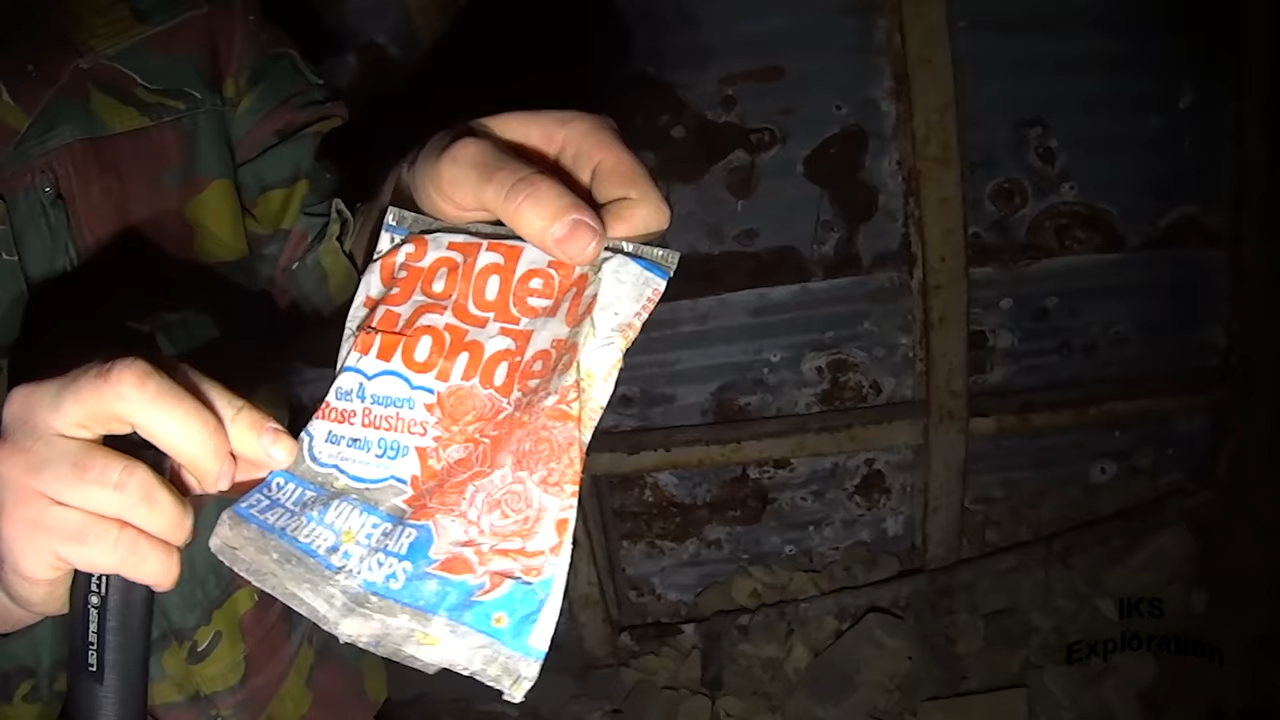 Golden
Wonder
Get 4 superb
Rose Bushes
for only 99p
SALT & VINEGAR
FLAVOUR CRISPS
LED LENSER
IKS
Exploration